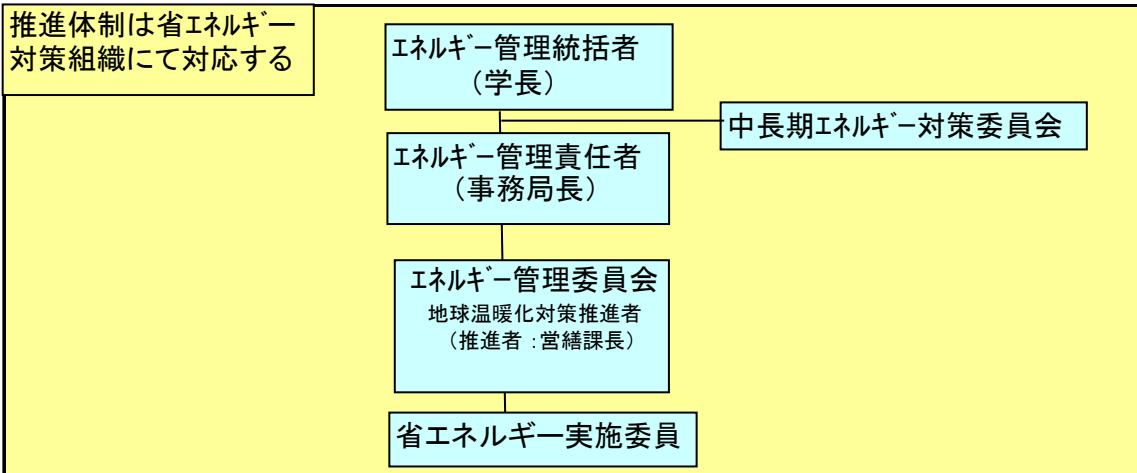 推進体制は省ｴﾈﾙｷﾞｰ
対策組織にて対応する
ｴﾈﾙｷﾞｰ管理統括者
（学長）
中長期ｴﾈﾙｷﾞｰ対策委員会
ｴﾈﾙｷﾞｰ管理責任者
（事務局長）
ｴﾈﾙｷﾞｰ管理委員会
地球温暖化対策推進者
（推進者：営繕課長）
省エネルギー実施委員